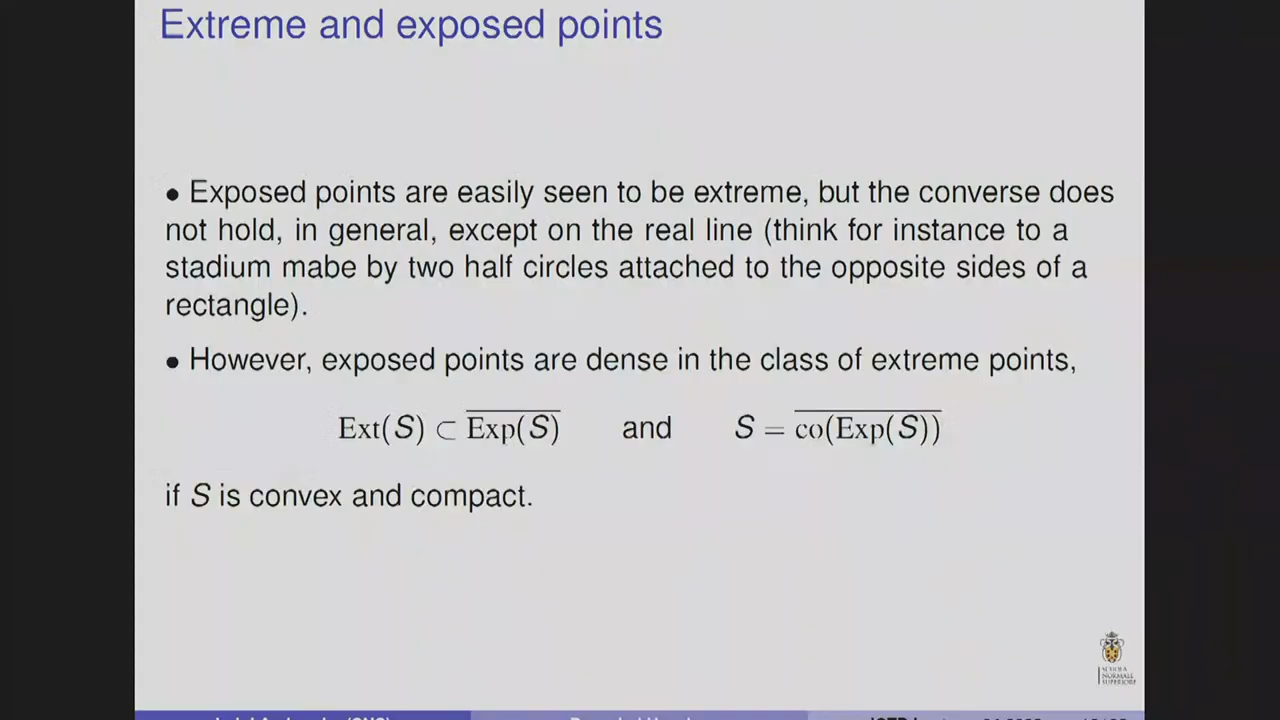 Extreme and exposed points
• Exposed points are easily seen to be extreme, but the converse does
not hold, in general, except on the real line (think for instance to a
stadium mabe by two half circles attached to the opposite sides of a
rectangle).
• However, exposed points are dense in the class of extreme points,
Ext(S) ⊂ \overline{Exp(S)} and S = \overline{co(Exp(S))}
if S is convex and compact.
SCHOLA
NORMALE
SUPERIORE